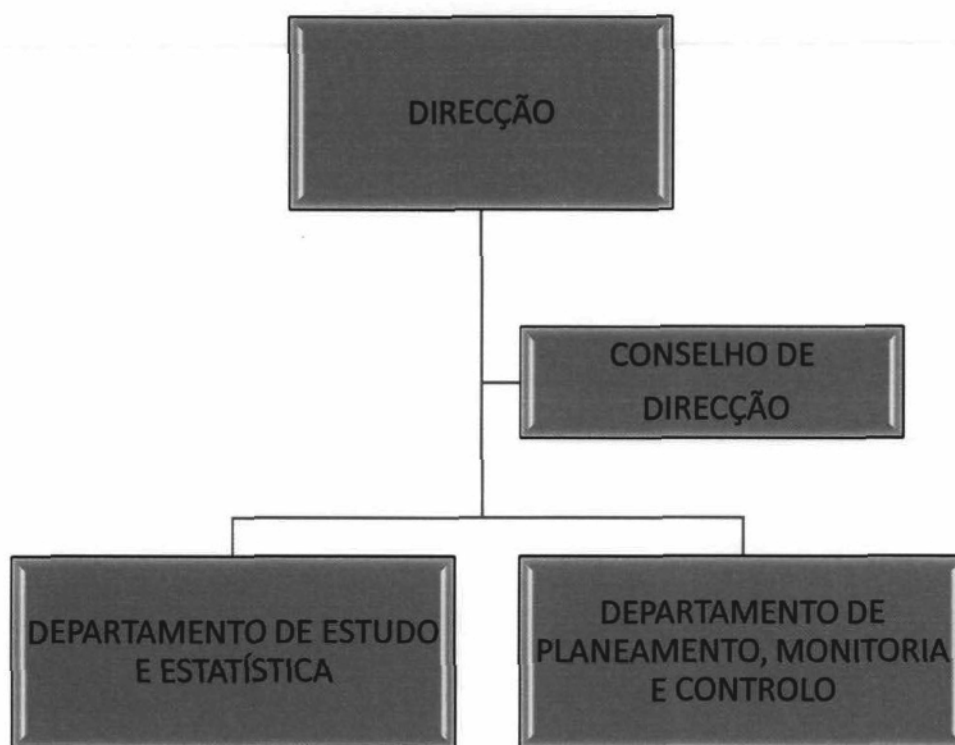 DIRECÇÃO
CONSELHO DE
DIRECÇÃO
DEPARTAMENTO DE ESTUDO
E ESTATÍSTICA
DEPARTAMENTO DE
PLANEAMENTO, MONITORIA
E CONTROLO